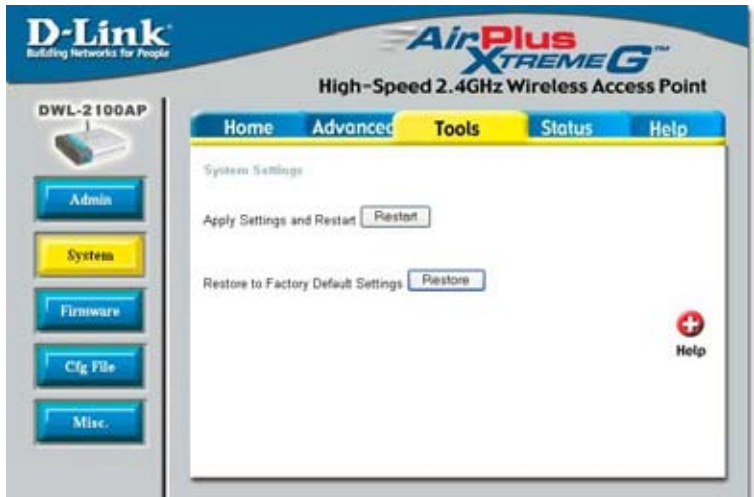 D-Link
Building Networks for People
AirPlus
XTREME G™
High-Speed 2.4GHz Wireless Access Point
DWL-2100AP
Home Advanced Tools Status Help
System Settings
Admin
Apply Settings and Restart Restart
System
Restore to Factory Default Settings Restore
Firmware
Help
Cfg File
Misc.